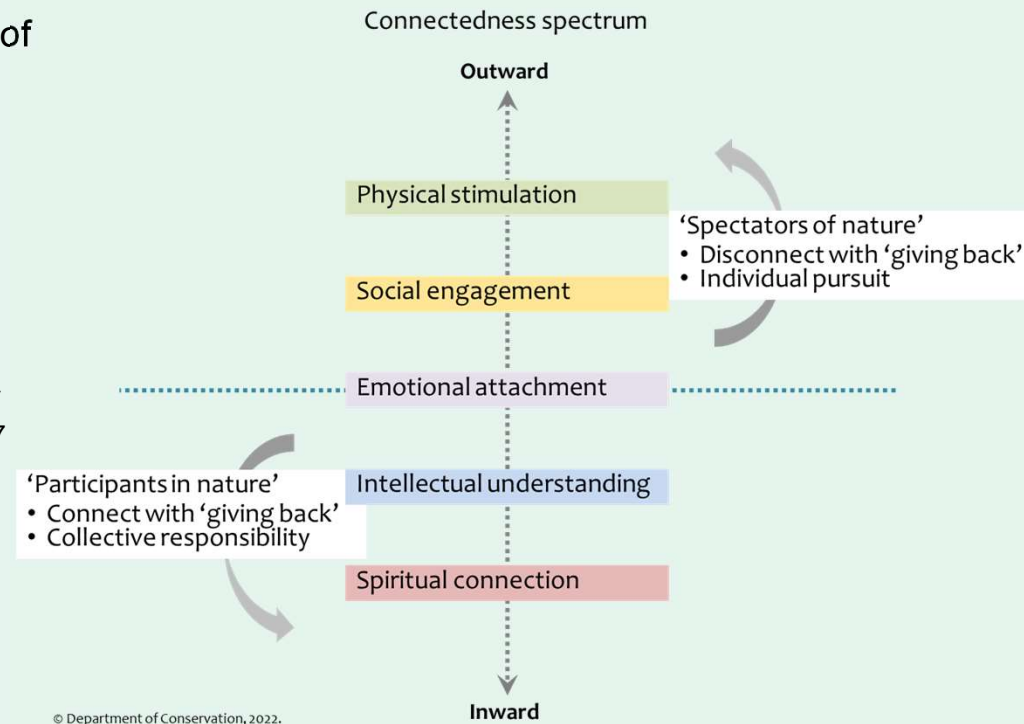 of
Connectedness spectrum
Outward
Physical stimulation
‘Spectators of nature’
• Disconnect with ‘giving back’
• Individual pursuit
Social engagement
Emotional attachment
Intellectual understanding
‘Participants in nature’
• Connect with ‘giving back’
• Collective responsibility
Spiritual connection
Inward
© Department of Conservation, 2022.